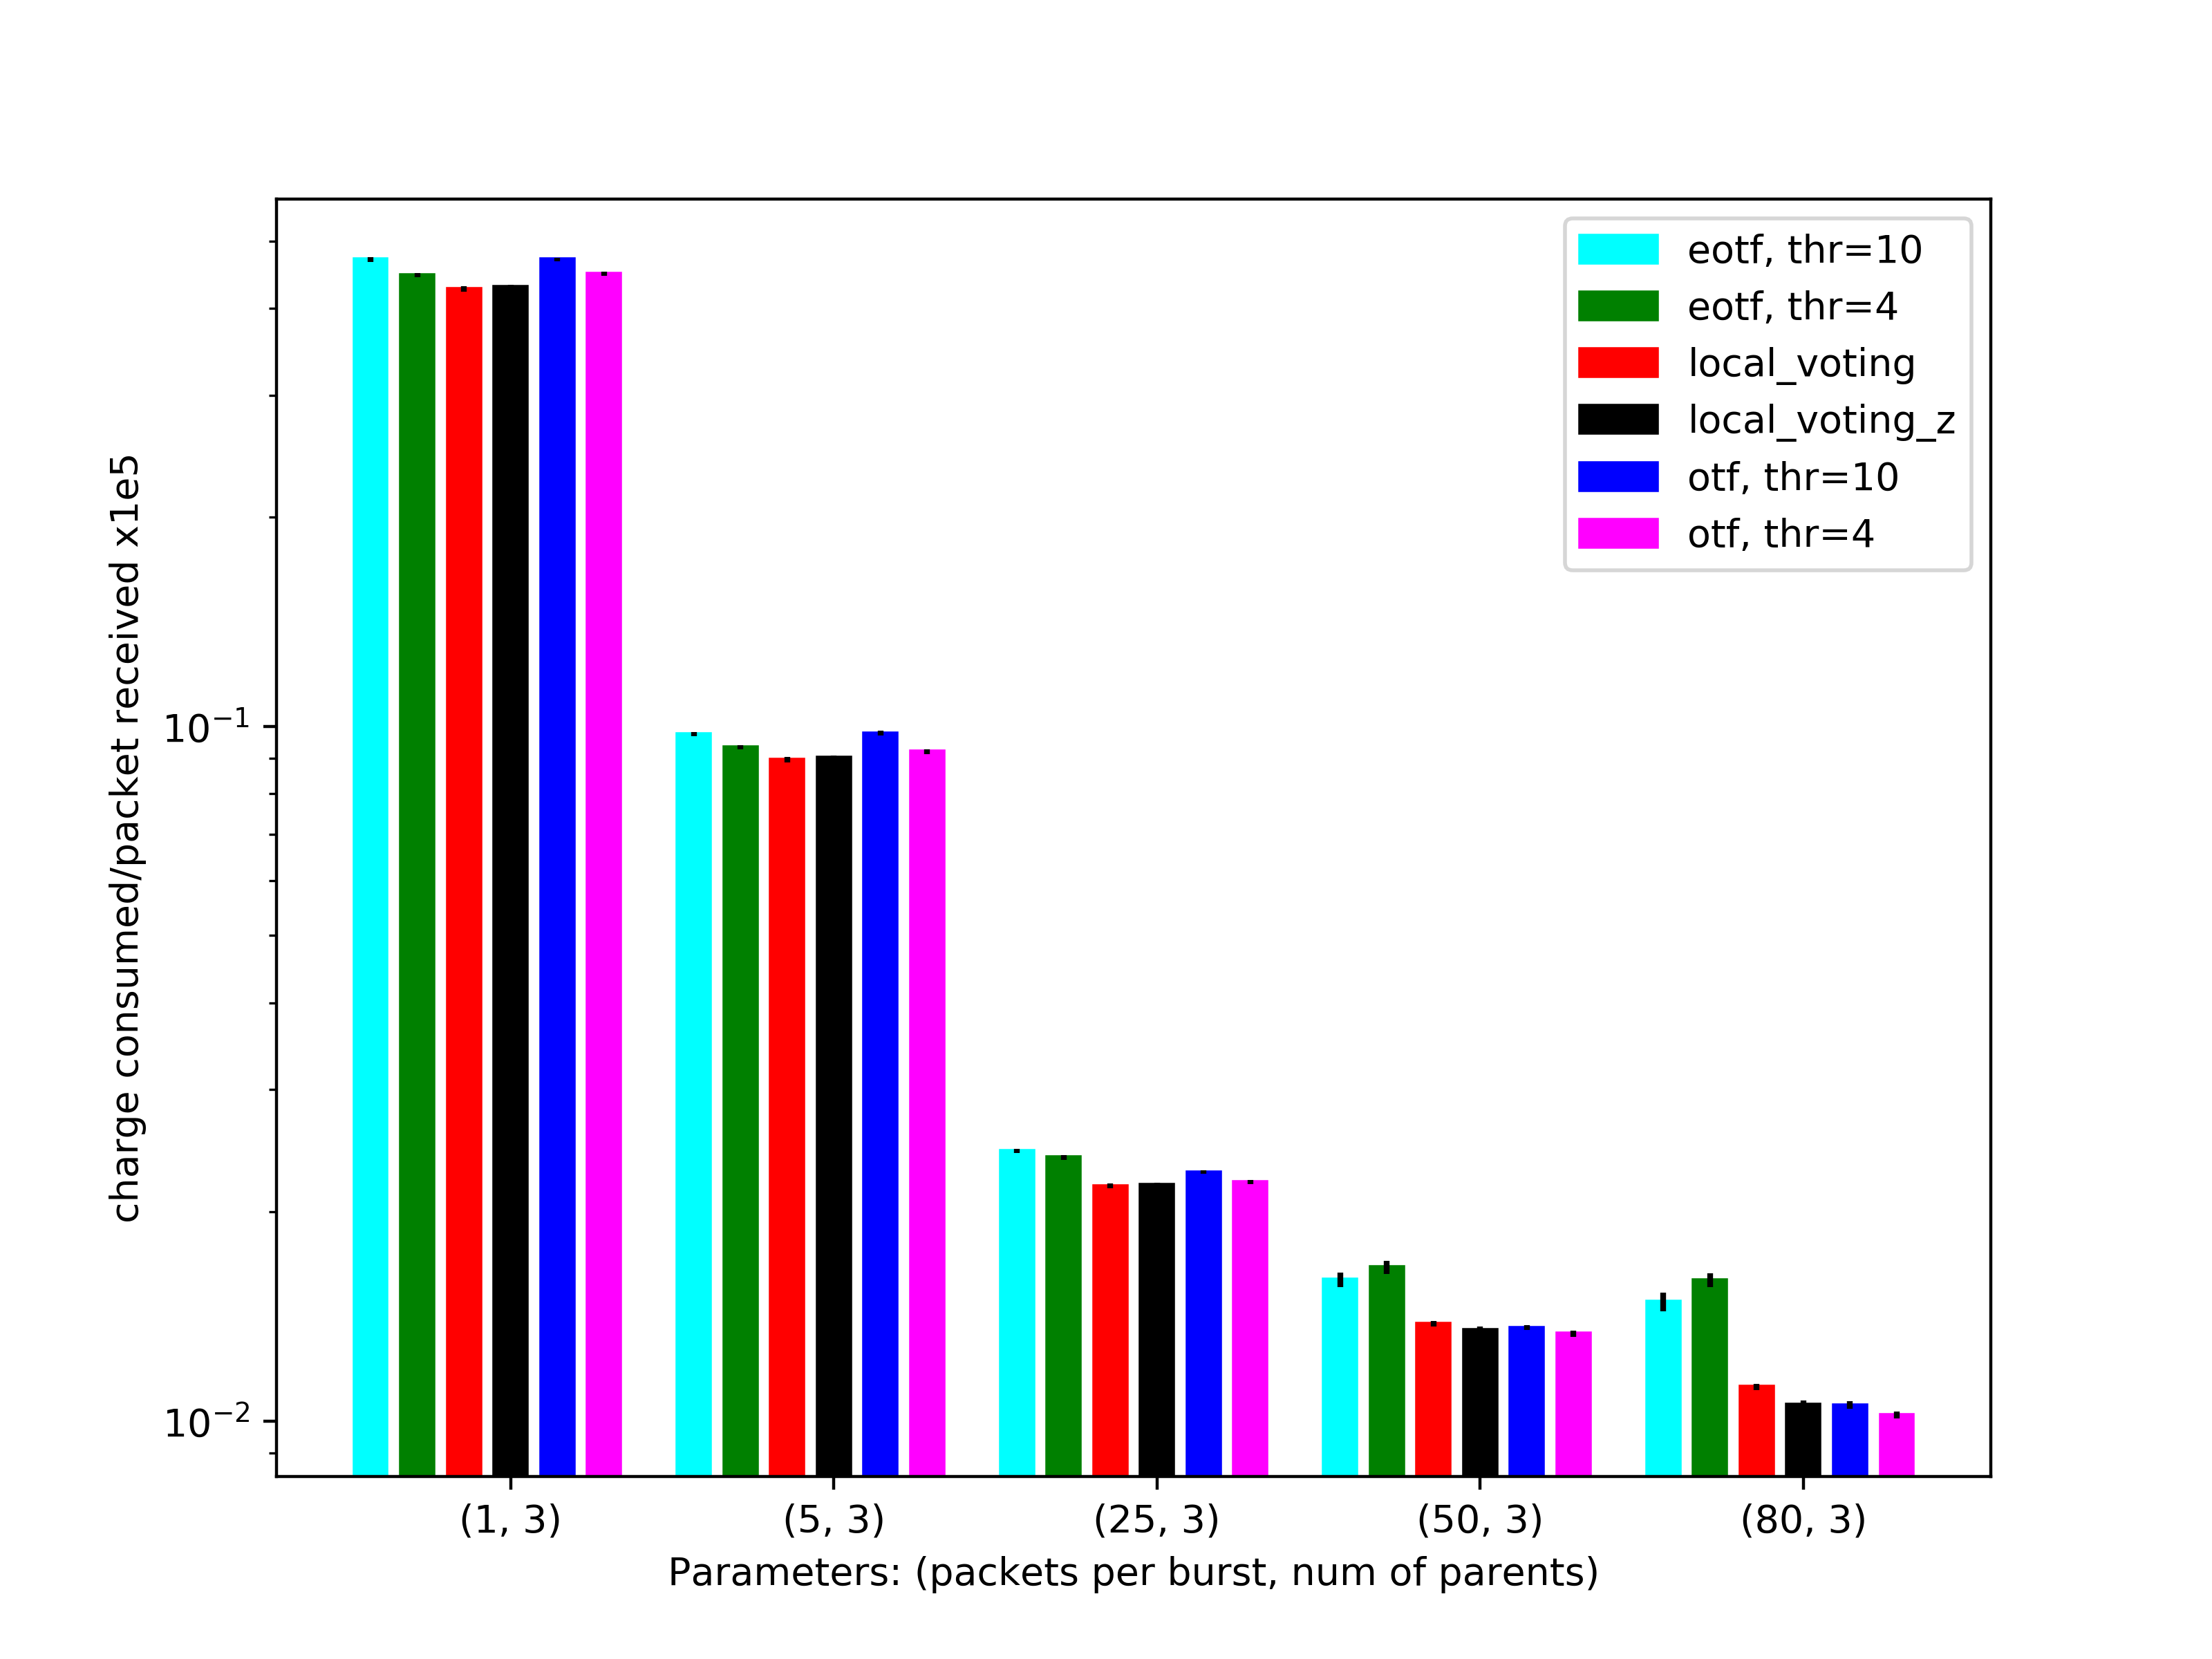 charge consumed/packet received x1e5
10⁻¹
10⁻²
eotf, thr=10
eotf, thr=4
local_voting
local_voting_z
otf, thr=10
otf, thr=4
(1, 3) (5, 3) (25, 3) (50, 3) (80, 3)
Parameters: (packets per burst, num of parents)